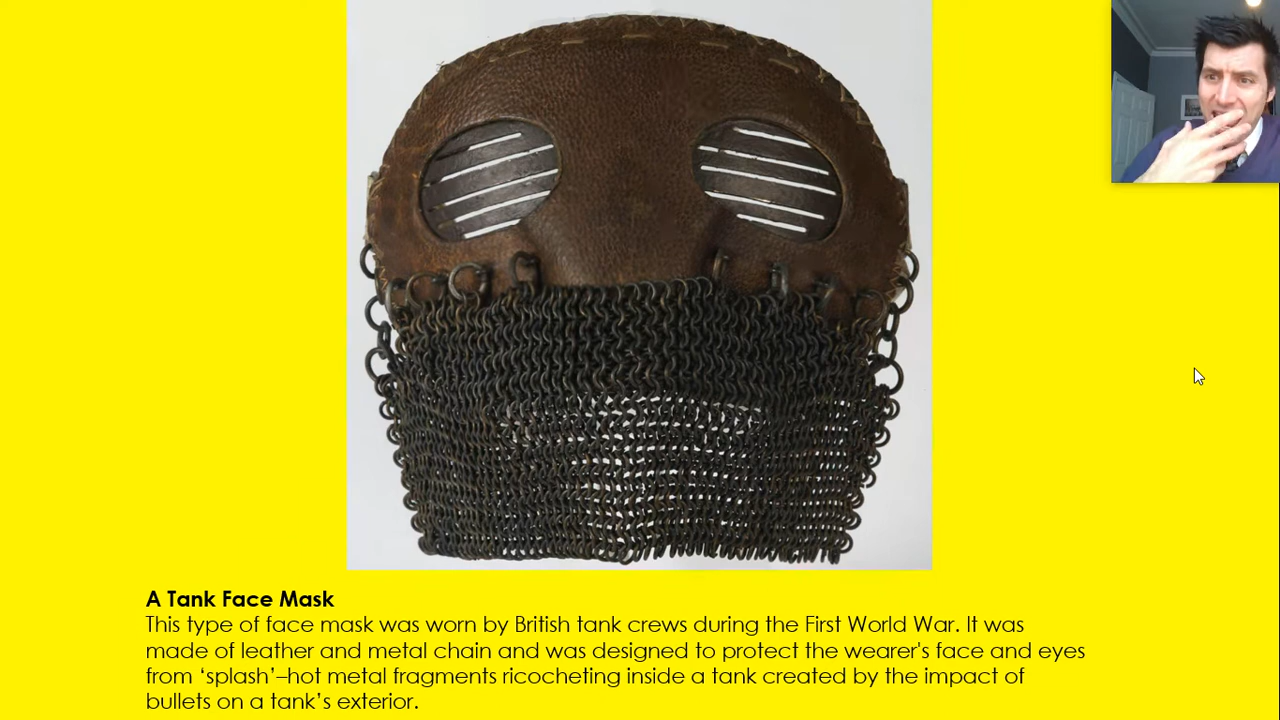 A Tank Face Mask
This type of face mask was worn by British tank crews during the First World War. It was
made of leather and metal chain and was designed to protect the wearer's face and eyes
from ‘splash’–hot metal fragments ricocheting inside a tank created by the impact of
bullets on a tank’s exterior.